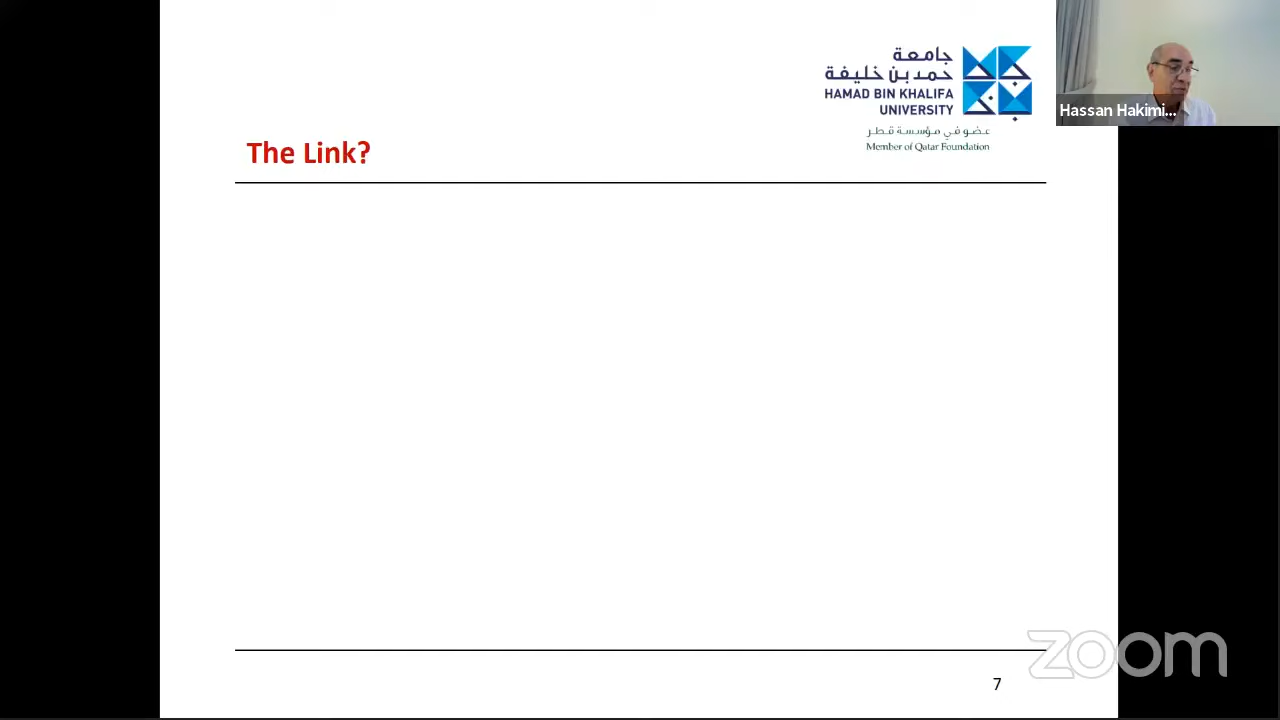 جامعة
حمد بن خليفة
HAMAD BIN KHALIFA
UNIVERSITY
عضو في مؤسسة قطر
Member of Qatar Foundation
Hassan Hakimi...
The Link?
zoom
7